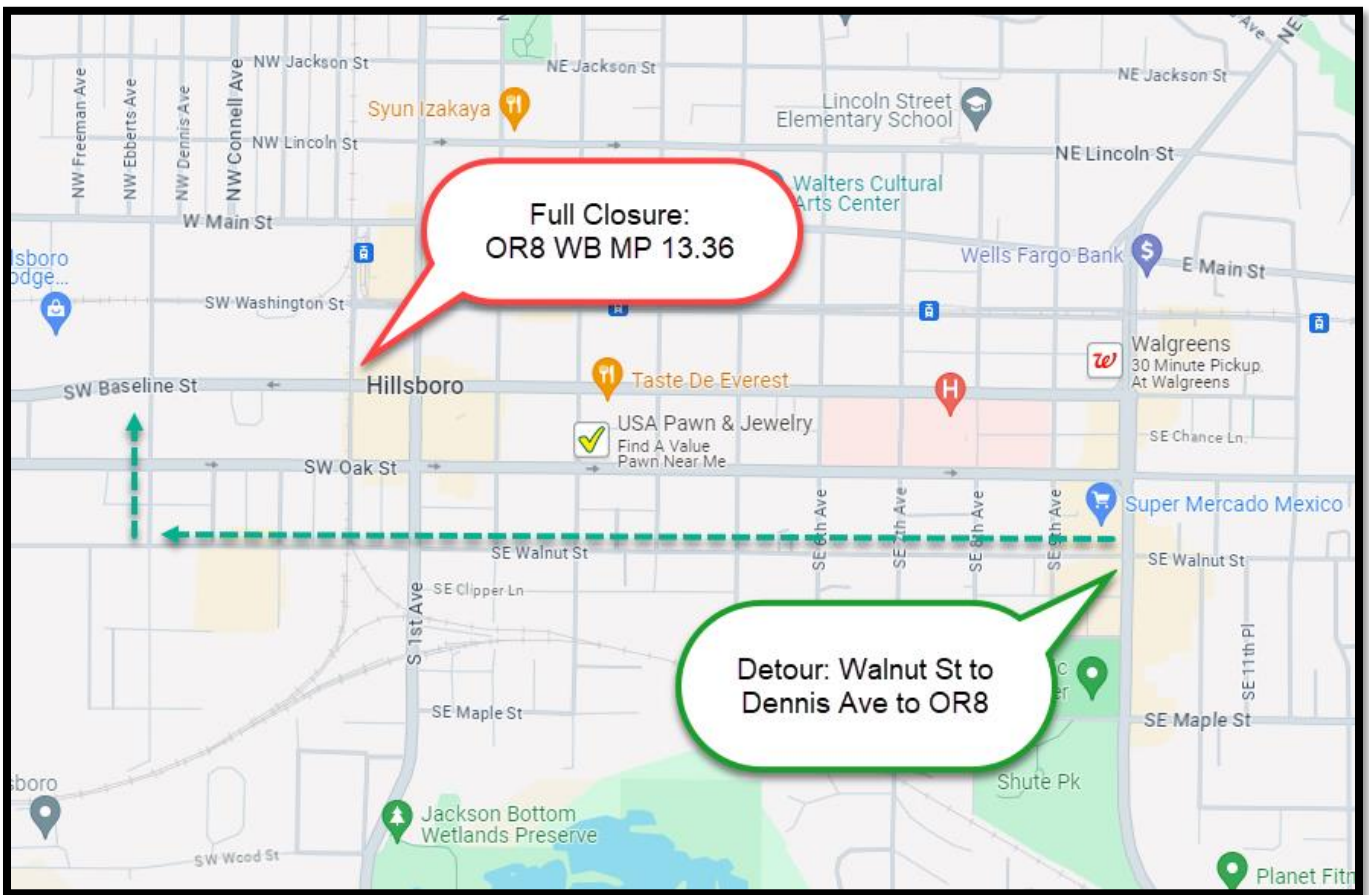 NW Jackson St
NE Jackson St
NE Jackson St
NW Freeman Ave
NW Ebberts Ave
NW Dennis Ave
NW Connell Ave
Syun Izakaya
Lincoln Street
Elementary School
NW Lincoln St
NE Lincoln St
Walters Cultural
Arts Center
Full Closure:
OR8 WB MP 13.36
W Main St
Wells Fargo Bank
E Main St
lsboro
odge...
SW Washington St
Walgreens
30 Minute Pickup.
At Walgreens
SW Baseline St
Hillsboro
Taste De Everest
H
USA Pawn & Jewelry
Find A Value
Pawn Near Me
SE Chance Ln
SW Oak St
Super Mercado Mexico
SE 6th Ave
SE 7th Ave
SE 8th Ave
SE 9th Ave
SE Walnut St
SE Walnut St
SE Clipper Ln
S 1st Ave
Detour: Walnut St to
Dennis Ave to OR8
SE 11th Pl
SE Maple St
SE Maple St
Shute Pk
sboro
Jackson Bottom
Wetlands Preserve
SW Wood St
Planet Fitn